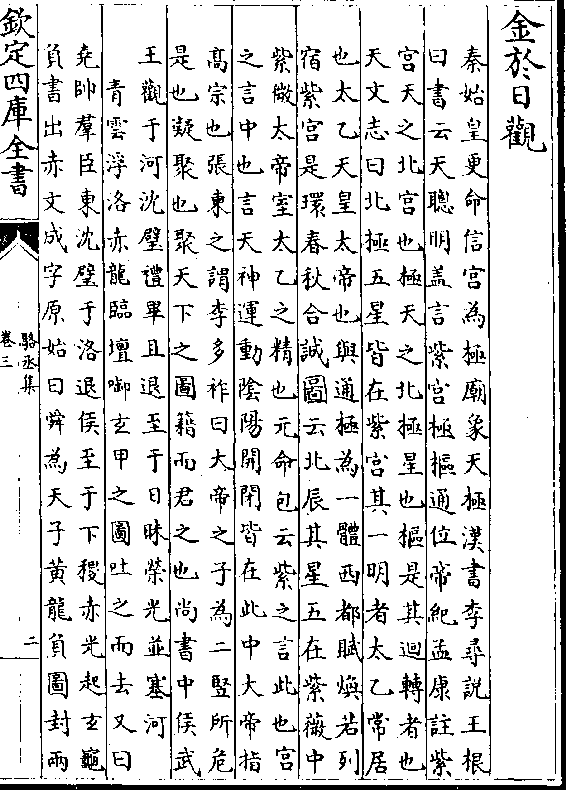 金於日觀
秦始皇更命信宮為極廟象天極漢書李尋說王根
曰書云天聰明盖言紫宮極樞通位帝紀孟康註紫
宮天之北宮也極天之北極星也樞是其迴轉者也
天文志曰北極五星皆在紫宮其一明者太乙常居
也太乙天皇太帝也與通極為一體西都賦煥若列
宿紫宮是環春秋合誠圖云北辰其星五在紫薇中
紫微太帝室太乙之精也元命包云紫之言此也宮
之言中也言天神運動陰陽開閉皆在此中大帝指
髙宗也張柬之謂李多祚曰大帝之子為二豎所危
是也凝聚也聚天下之圖籍而君之也尚書中侯武
王觀于河沈璧禮畢且退至于日昧榮光並塞河
青雲浮洛赤龍臨壇啣玄甲之圖吐之而去又曰
尭帥羣臣東沈璧于洛退侯至于下稷赤光起玄龜
負書出赤文成字原始曰舜為天子黄龍負圖封兩
欽定四庫全書
駱丞集
卷三
二